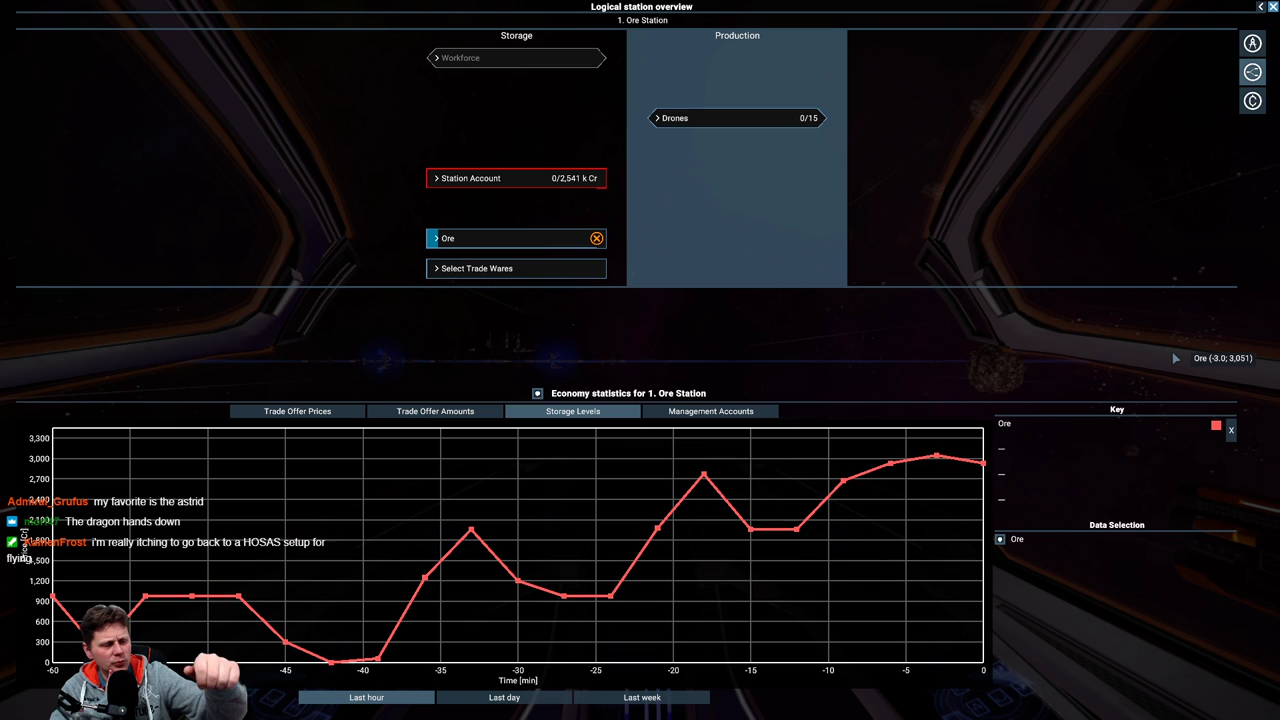 Logical station overview
1. Ore Station
Storage
Production
Workforce
Drones 0/15
Station Account 0/2,541 k Cr
Ore
Select Trade Wares
Ore (-3.0; 3,051)
Economy statistics for 1. Ore Station
Trade Offer Prices
Trade Offer Amounts
Storage Levels
Management Accounts
Key
Ore
X
Data Selection
Ore
3,300
3,000
2,700
2,400
1,500
1,200
900
600
300
0
Admiral_Grufus my favorite is the astrid
The dragon hands down
i'm really itching to go back to a HOSAS setup for
flying
-60
-45
-40
-35
-30
-25
-20
-15
-10
-5
0
Time [min]
Last hour
Last day
Last week